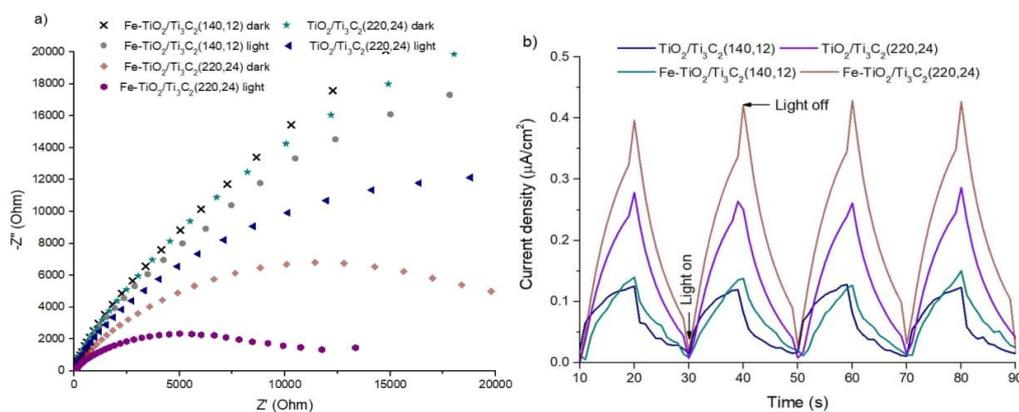 a)
Fe-TiO₂/Ti₃C₂(140,12) dark
TiO₂/Ti₃C₂(220,24) dark
Fe-TiO₂/Ti₃C₂(140,12) light
TiO₂/Ti₃C₂(220,24) light
Fe-TiO₂/Ti₃C₂(220,24) dark
Fe-TiO₂/Ti₃C₂(220,24) light
20000
18000
16000
14000
12000
10000
8000
6000
4000
2000
0
-Z" (Ohm)
0
5000
10000
15000
20000
Z' (Ohm)
b)
TiO₂/Ti₃C₂(140,12)
TiO₂/Ti₃C₂(220,24)
Fe-TiO₂/Ti₃C₂(140,12)
Fe-TiO₂/Ti₃C₂(220,24)
Light off
Light on
0.5
0.4
0.3
0.2
0.1
0.0
Current density (µA/cm²)
10
20
30
40
50
60
70
80
90
Time (s)